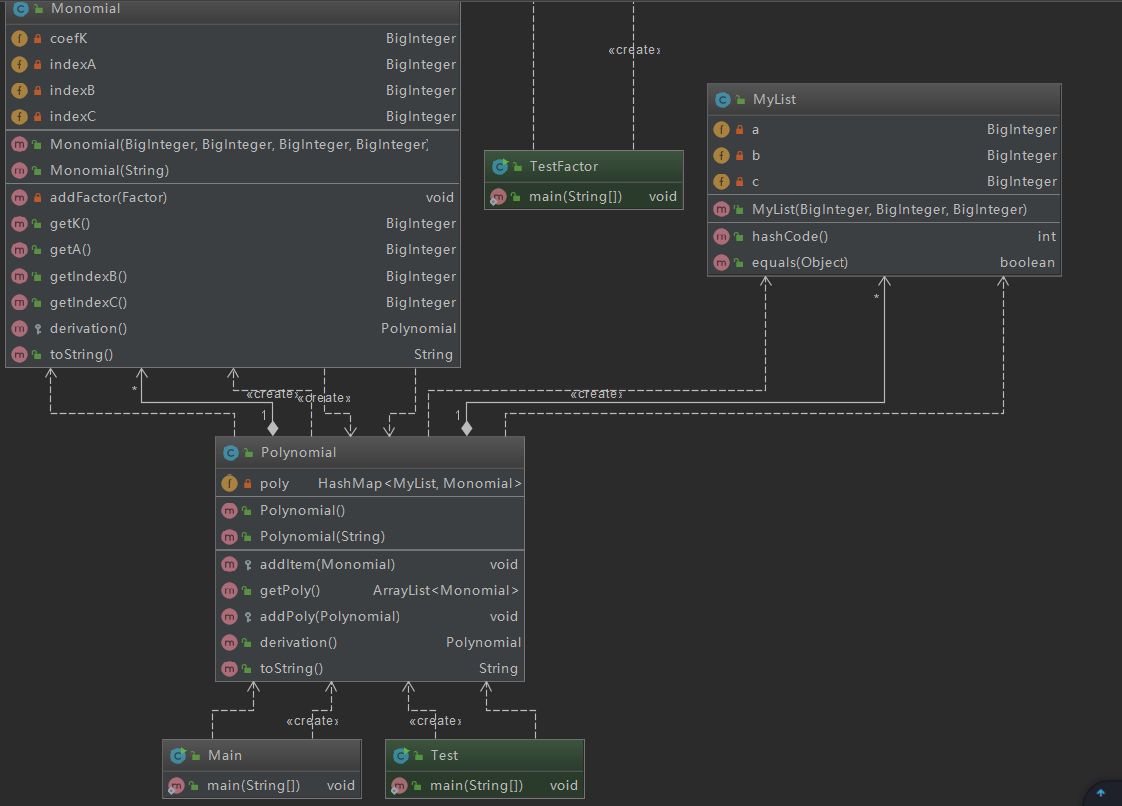 Monomial
coefK BigInteger
indexA BigInteger
indexB BigInteger
indexC BigInteger
Monomial(BigInteger, BigInteger, BigInteger, BigInteger)
Monomial(String)
addFactor(Factor) void
getK() BigInteger
getA() BigInteger
getIndexB() BigInteger
getIndexC() BigInteger
derivation() Polynomial
toString() String
«create»
TestFactor
main(String[]) void
MyList
a BigInteger
b BigInteger
c BigInteger
MyList(BigInteger, BigInteger, BigInteger)
hashCode() int
equals(Object) boolean
*
*
«create»
«create»
«create»
1
1
Polynomial
poly HashMap<MyList, Monomial>
Polynomial()
Polynomial(String)
addItem(Monomial) void
getPoly() ArrayList<Monomial>
addPoly(Polynomial) void
derivation() Polynomial
toString() String
«create»
«create»
Main
main(String[]) void
Test
main(String[]) void